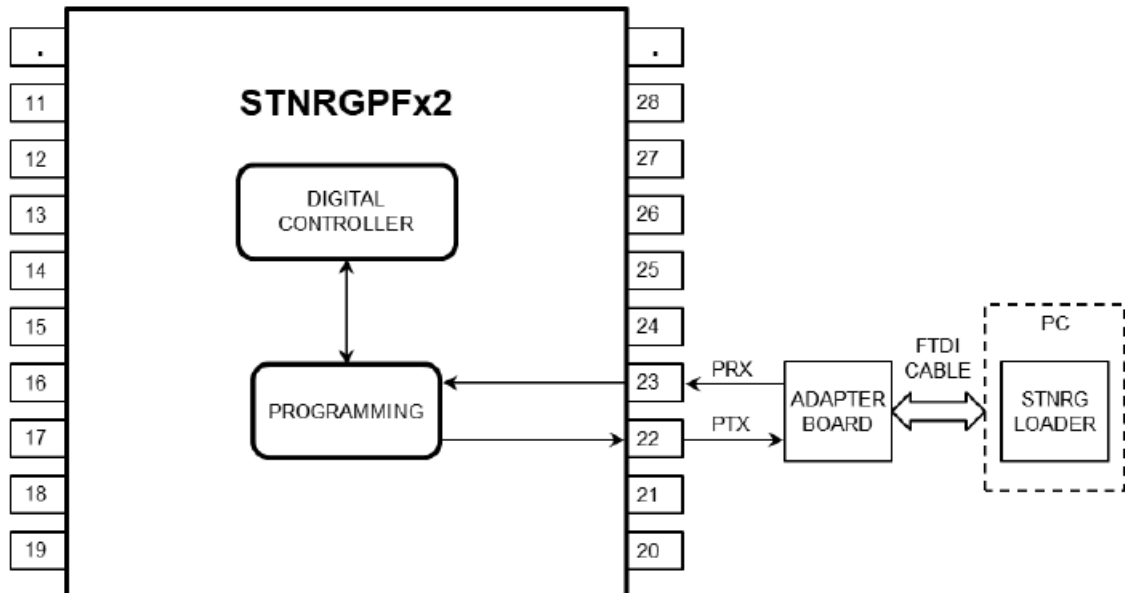 .
.
11
STNRGPFx2
28
12
27
DIGITAL
CONTROLLER
13
26
14
25
15
24
PC
FTDI
CABLE
16
23
PRX
PROGRAMMING
ADAPTER
BOARD
STNRG
LOADER
17
22
PTX
18
21
19
20